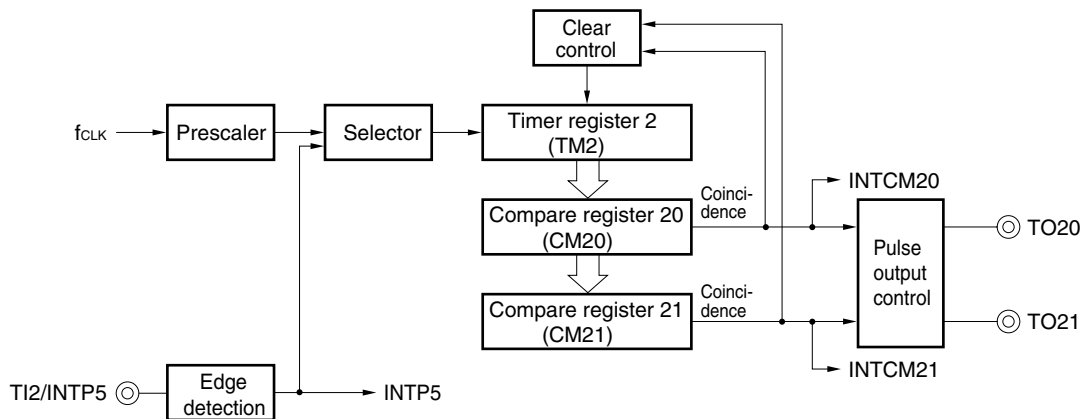 Clear
control
fCLK
Prescaler
Selector
Timer register 2
(TM2)
Coinci-
dence
INTCM20
Compare register 20
(CM20)
TO20
Pulse
output
control
Coinci-
dence
Compare register 21
(CM21)
TO21
INTCM21
TI2/INTP5
Edge
detection
INTP5